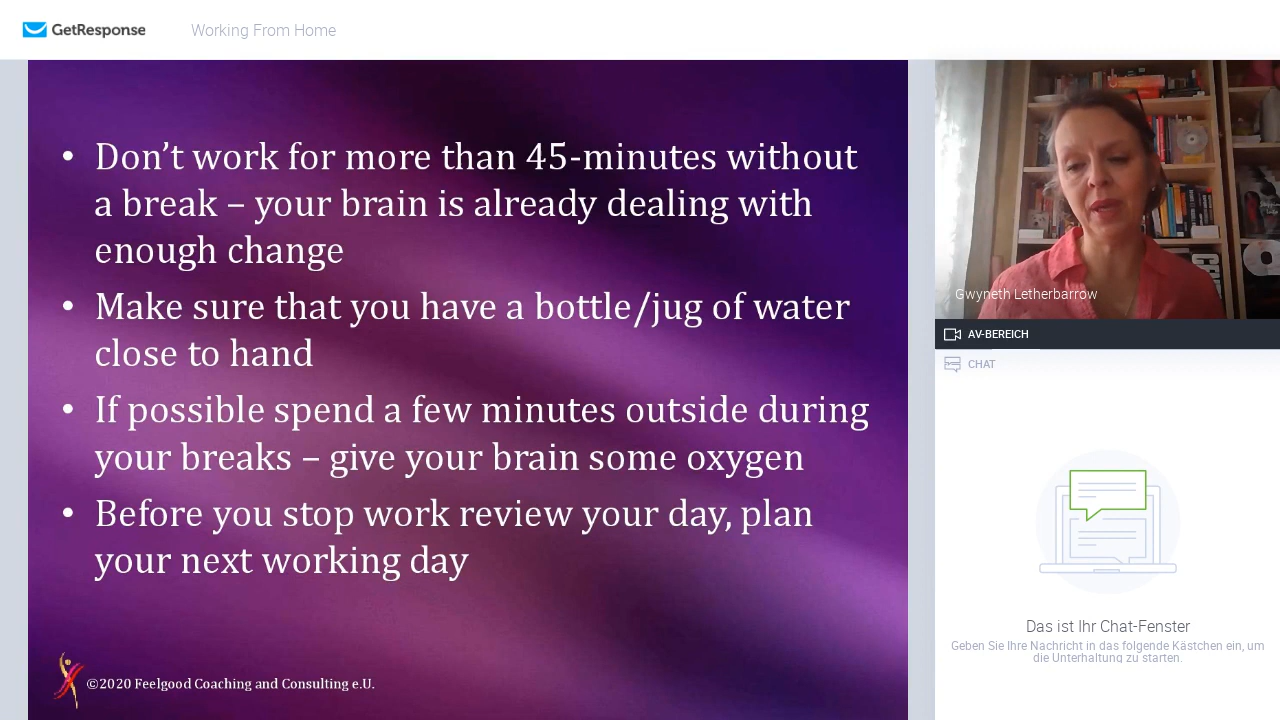 GetResponse
Working From Home
• Don’t work for more than 45-minutes without
a break – your brain is already dealing with
enough change
• Make sure that you have a bottle/jug of water
close to hand
• If possible spend a few minutes outside during
your breaks – give your brain some oxygen
• Before you stop work review your day, plan
your next working day
©2020 Feelgood Coaching and Consulting e.U.
Gwyneth Letherbarrow
AV-BEREICH
CHAT
Das ist Ihr Chat-Fenster
Geben Sie Ihre Nachricht in das folgende Kästchen ein, um
die Unterhaltung zu starten.